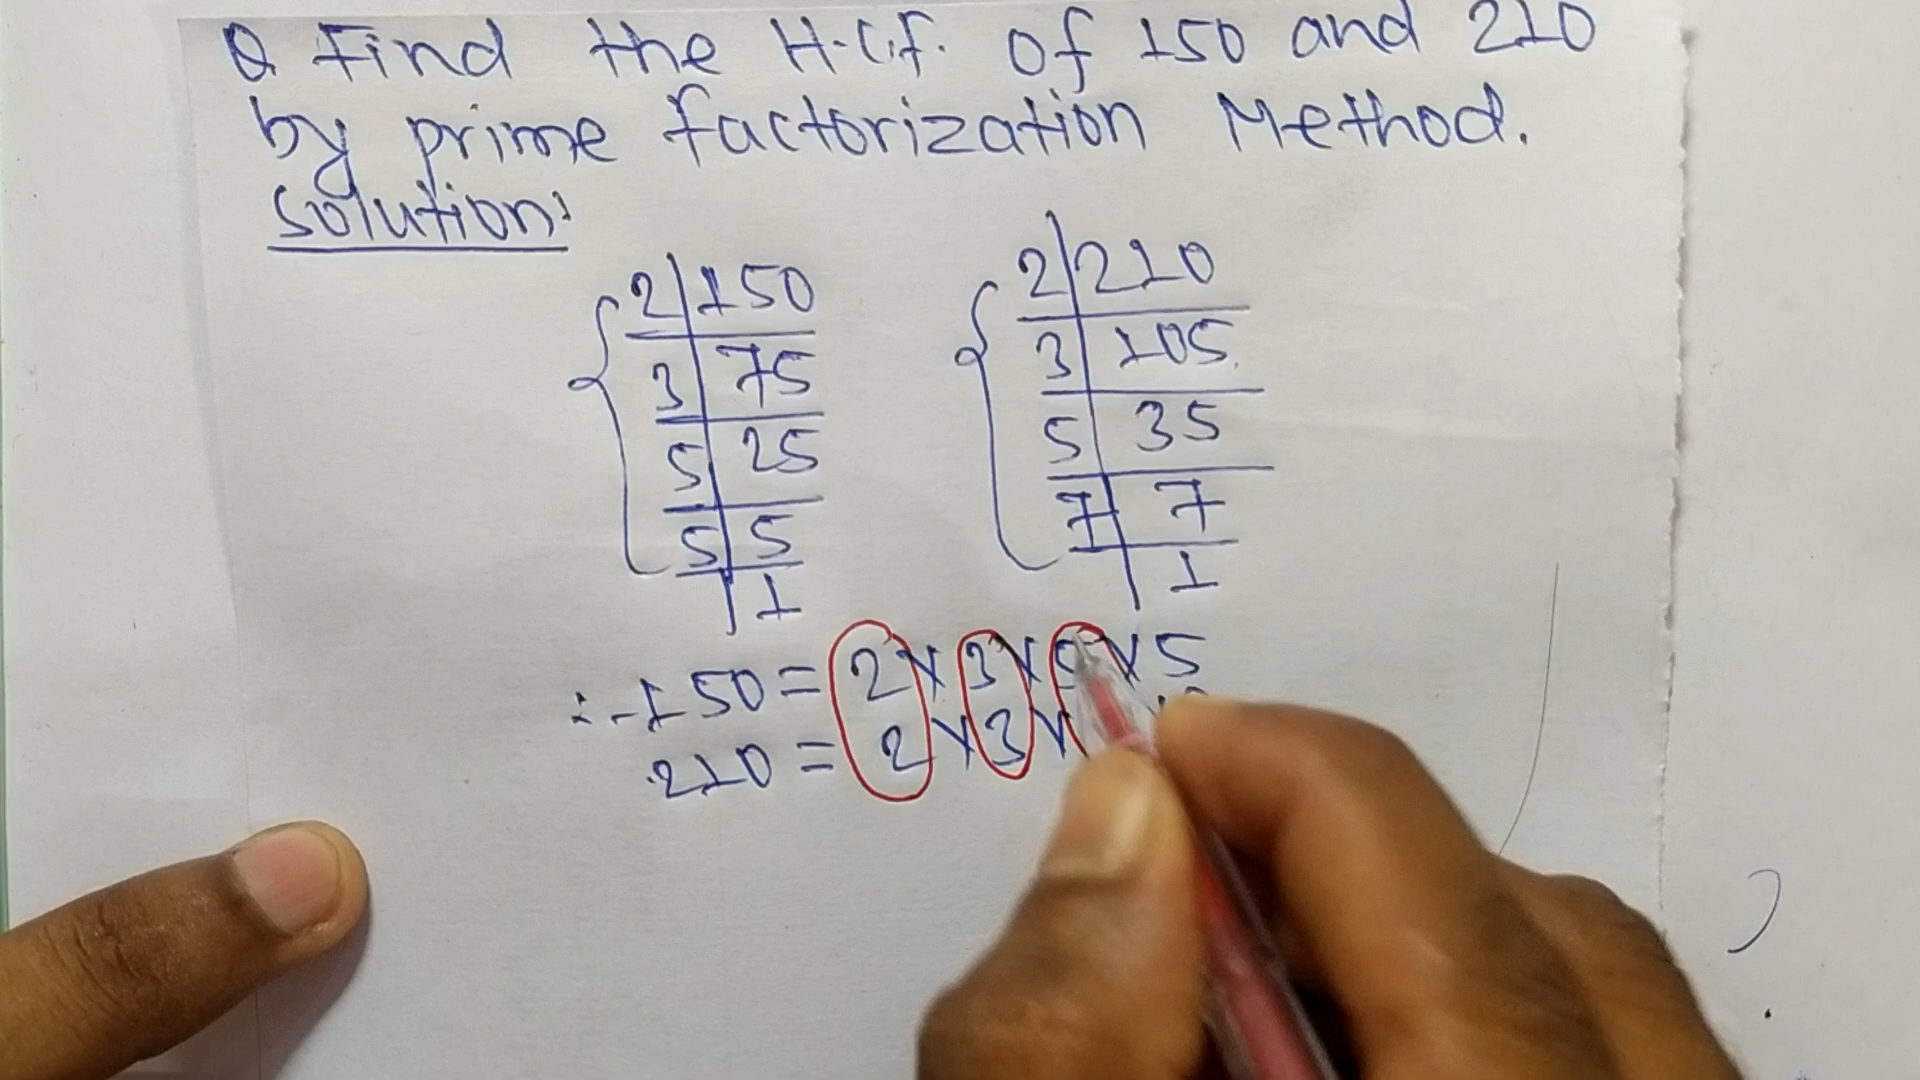 Q Find the H.C.f. of 150 and 210
by prime factorization Method.
Solution:
2 150
3 75
5 25
5 5
1
2 210
3 105
5 35
7 7
1
∴ 150 = 2×3×5×5
210 = 2×3×